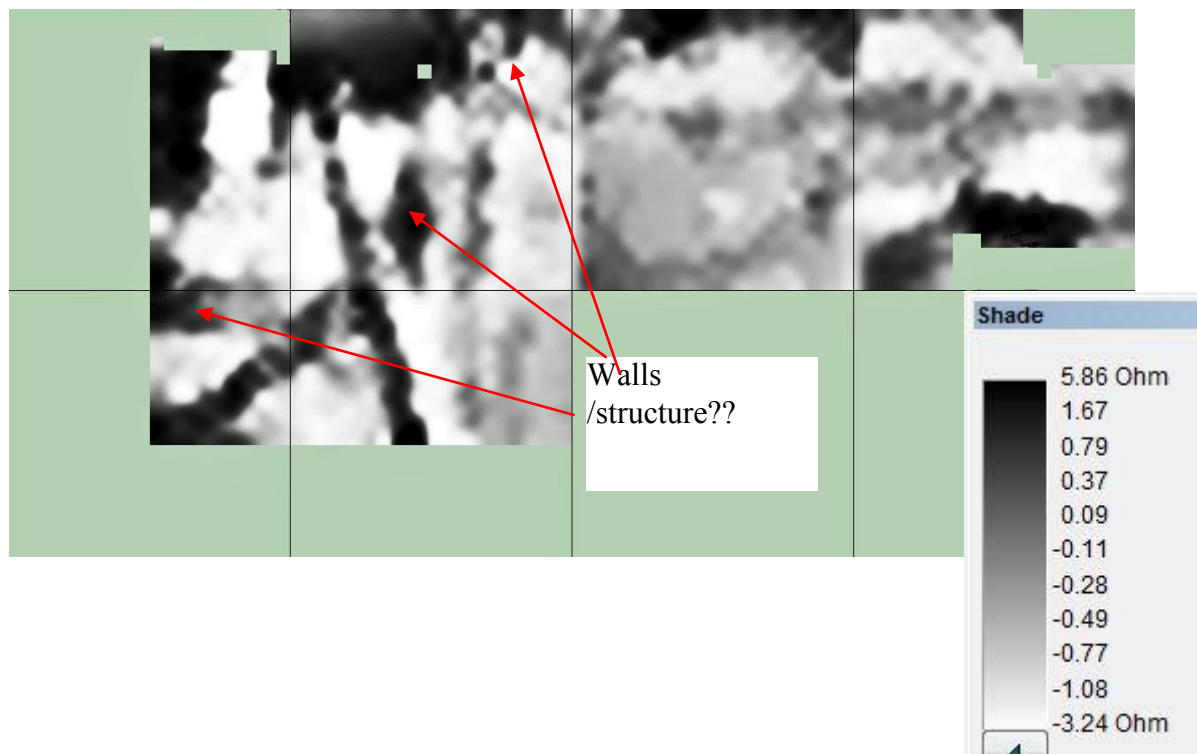 Walls
/structure??
Shade
5.86 Ohm
1.67
0.79
0.37
0.09
-0.11
-0.28
-0.49
-0.77
-1.08
-3.24 Ohm